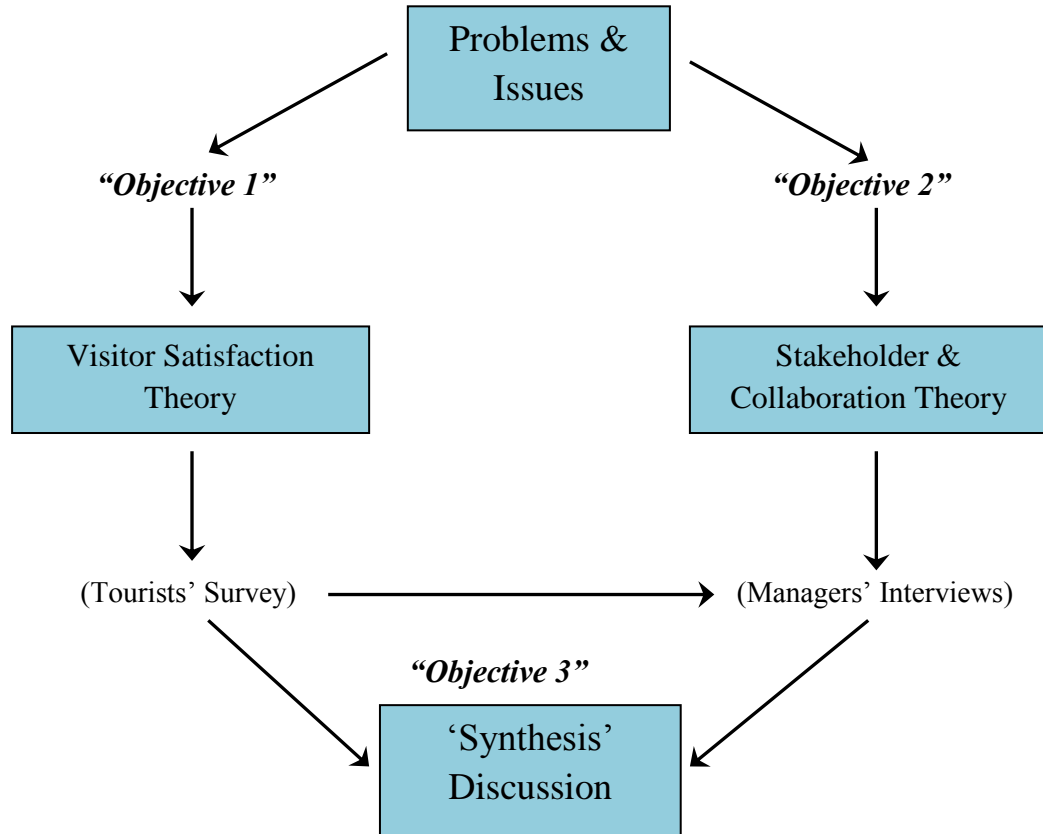 Problems &
Issues
“Objective 1”
“Objective 2”
Visitor Satisfaction
Theory
Stakeholder &
Collaboration Theory
(Tourists’ Survey)
(Managers’ Interviews)
“Objective 3”
‘Synthesis’
Discussion